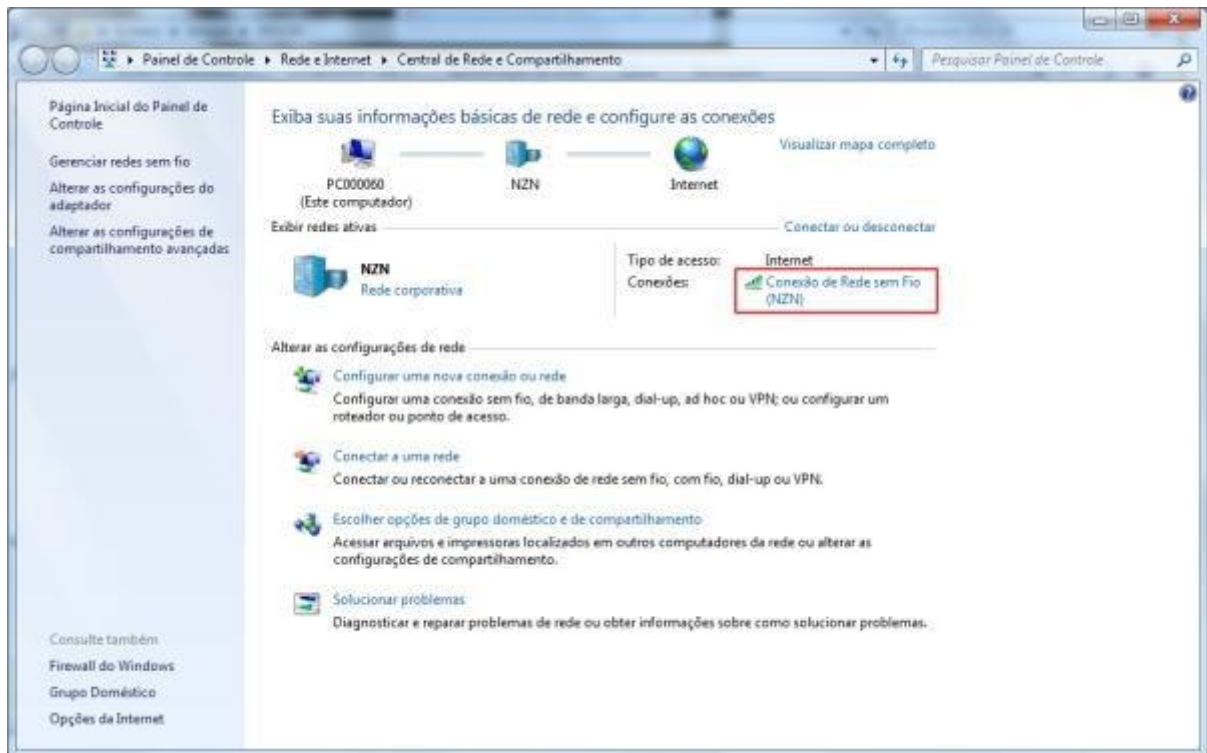 Painel de Controle ▸ Rede e Internet ▸ Central de Rede e Compartilhamento
Pesquisar Painel de Controle
Página Inicial do Painel de
Controle
Gerenciar redes sem fio
Alterar as configurações do
adaptador
Alterar as configurações de
compartilhamento avançadas
Exiba suas informações básicas de rede e configure as conexões
Visualizar mapa completo
PC000060
(Este computador)
NZN
Internet
Exibir redes ativas
Conectar ou desconectar
NZN
Rede corporativa
Tipo de acesso: Internet
Conexões: Conexão de Rede sem Fio
(NZN)
Alterar as configurações de rede
Configurar uma nova conexão ou rede
Configurar uma conexão sem fio, de banda larga, dial-up, ad hoc ou VPN; ou configurar um
roteador ou ponto de acesso.
Conectar a uma rede
Conectar ou reconectar a uma conexão de rede sem fio, com fio, dial-up ou VPN.
Escolher opções de grupo doméstico e de compartilhamento
Acessar arquivos e impressoras localizados em outros computadores da rede ou alterar as
configurações de compartilhamento.
Solucionar problemas
Diagnosticar e reparar problemas de rede ou obter informações sobre como solucionar problemas.
Consulte também
Firewall do Windows
Grupo Doméstico
Opções da Internet